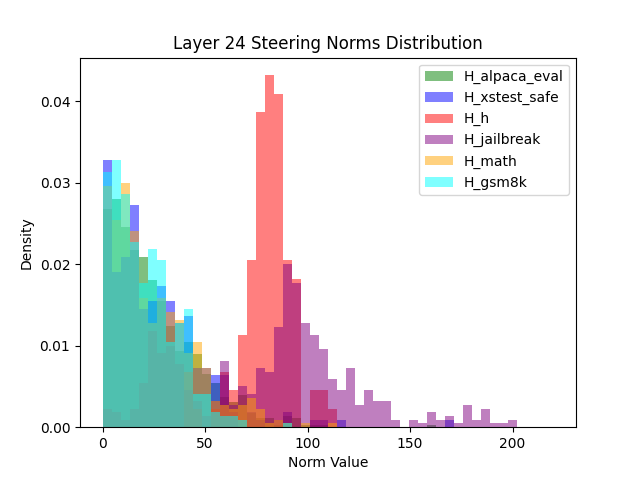 Layer 24 Steering Norms Distribution
H_alpaca_eval
H_xstest_safe
H_h
H_jailbreak
H_math
H_gsm8k
0.04
0.03
0.02
0.01
0.00
Density
0
50
100
150
200
Norm Value